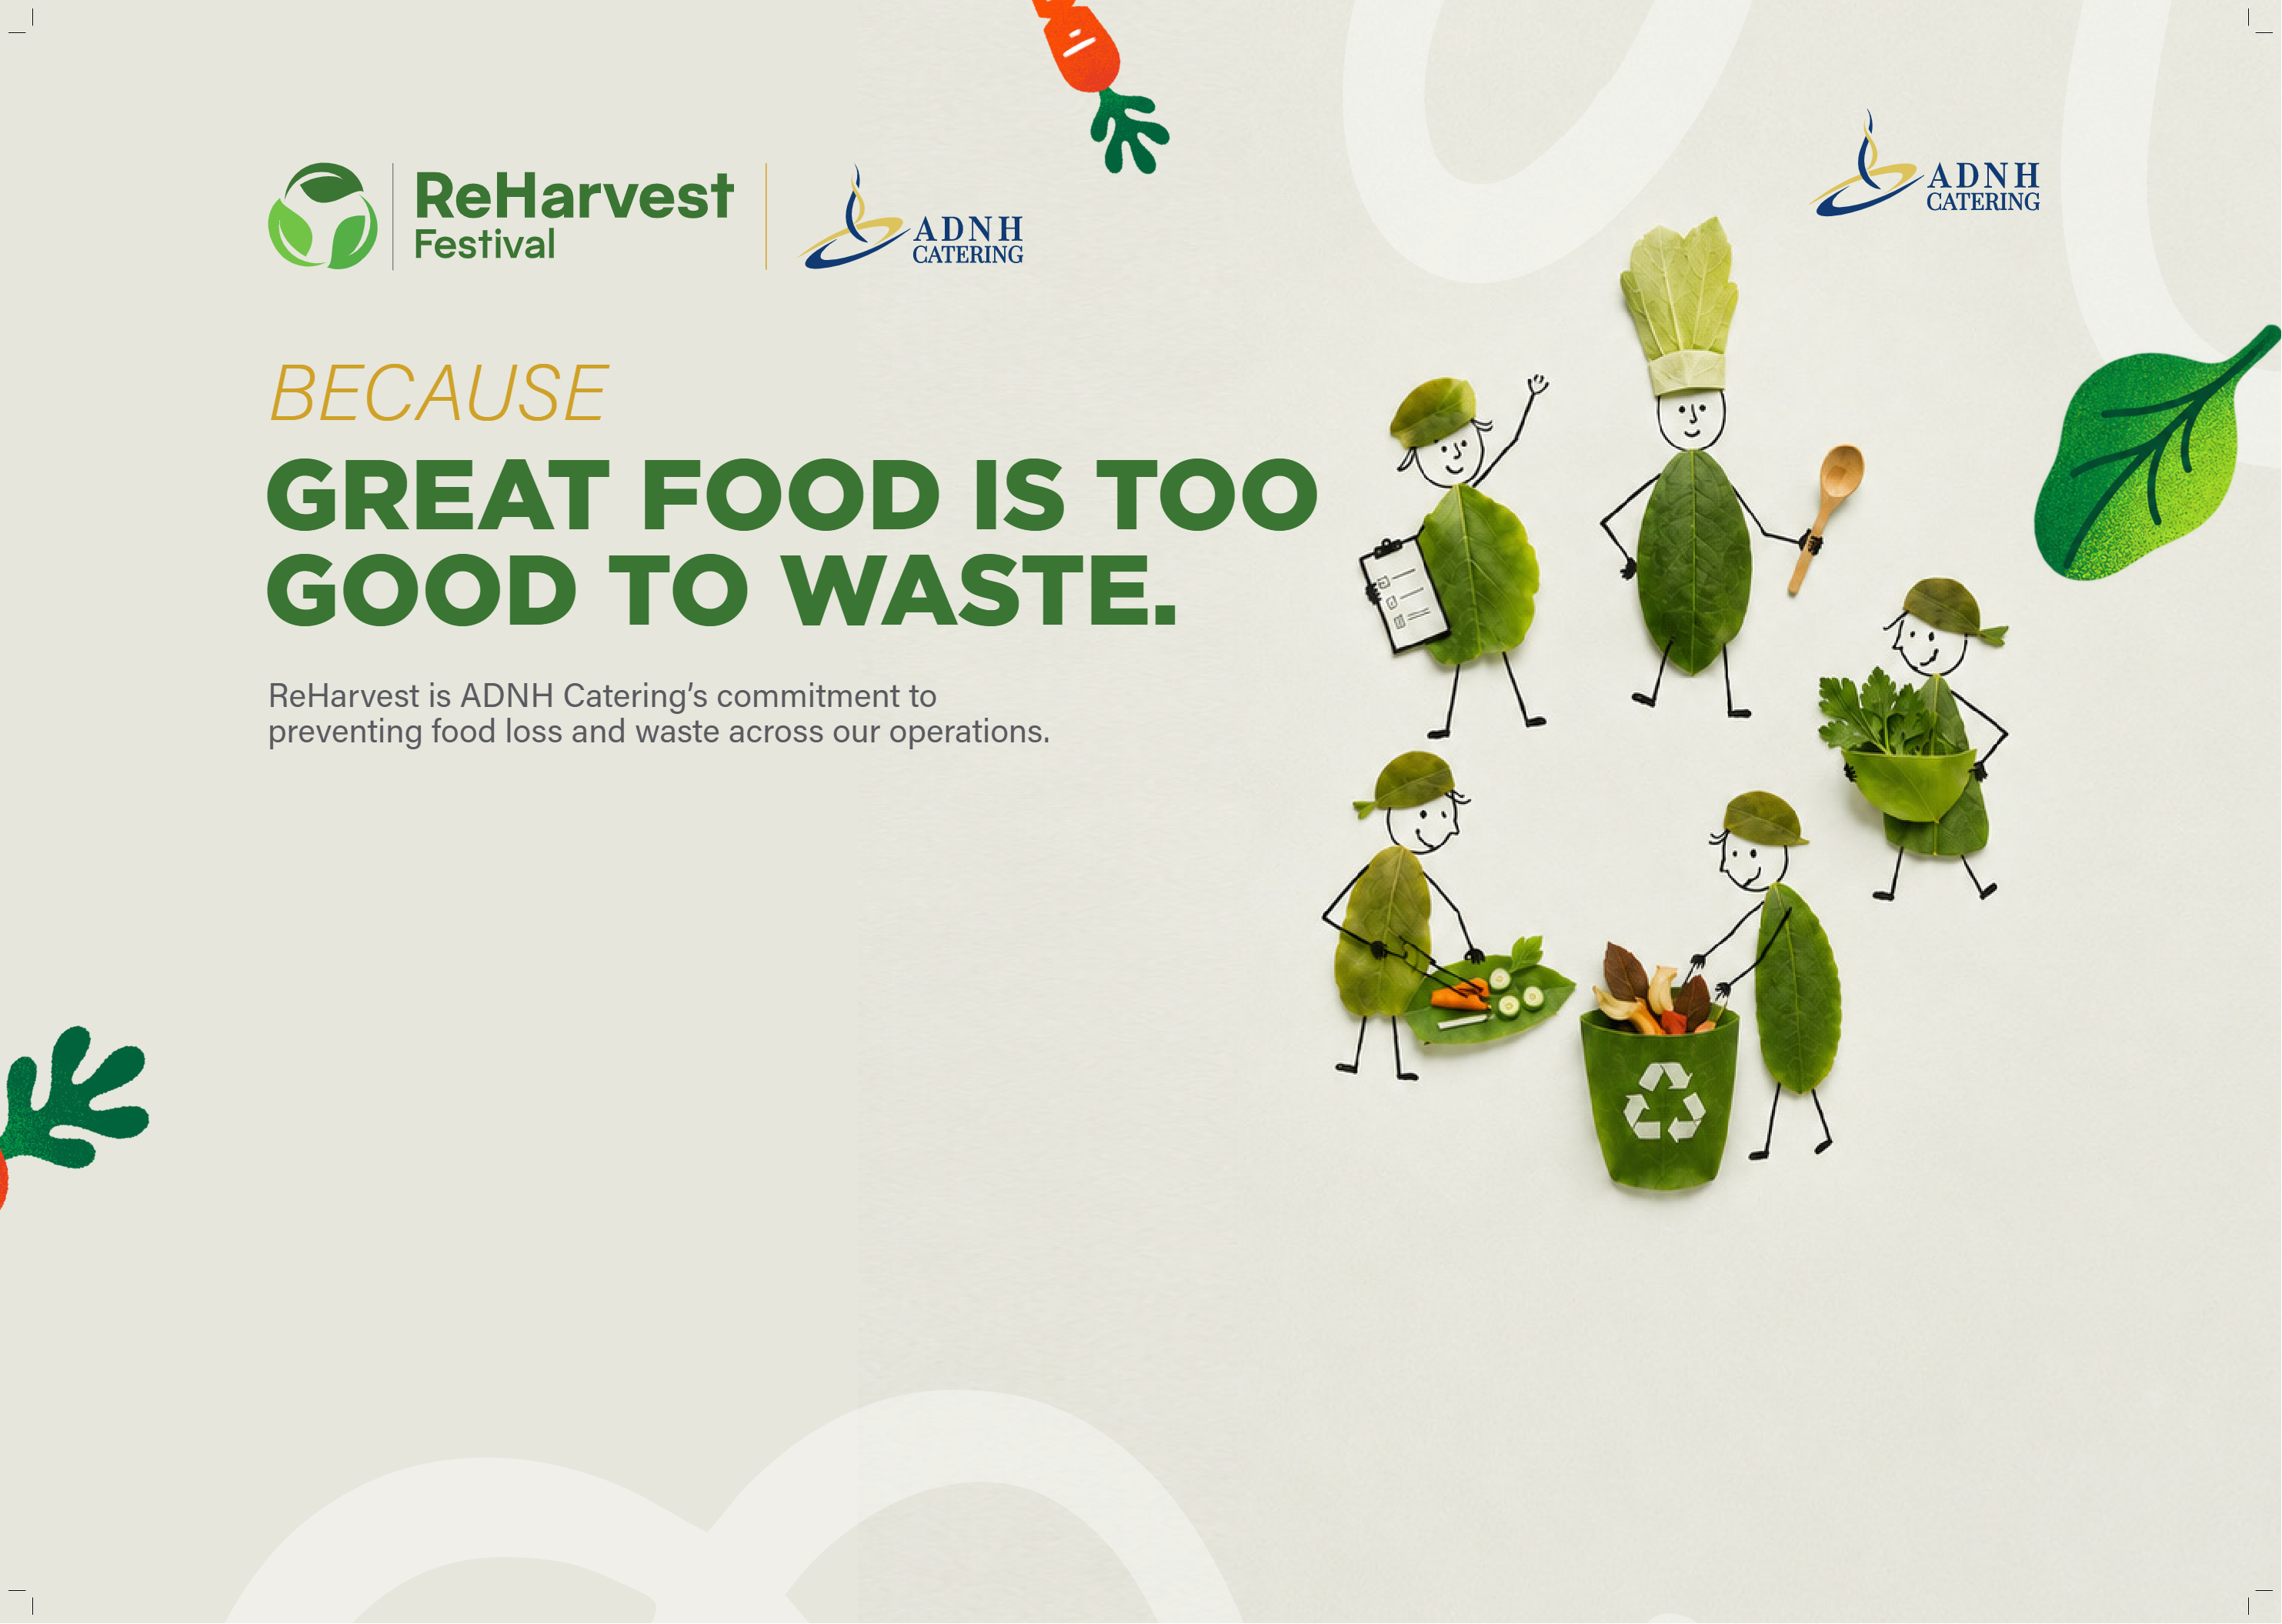 ReHarvest
Festival
ADNH
CATERING
ADNH
CATERING
BECAUSE
GREAT FOOD IS TOO
GOOD TO WASTE.
ReHarvest is ADNH Catering’s commitment to
preventing food loss and waste across our operations.